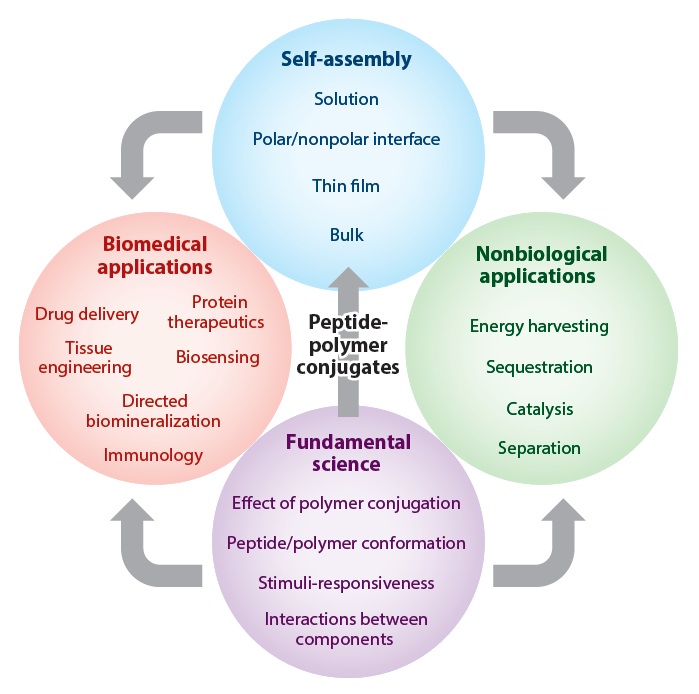 Self-assembly
Solution
Polar/nonpolar interface
Thin film
Bulk
Biomedical
applications
Drug delivery
Protein
therapeutics
Tissue
engineering
Biosensing
Directed
biomineralization
Immunology
Peptide-
polymer
conjugates
Nonbiological
applications
Energy harvesting
Sequestration
Catalysis
Separation
Fundamental
science
Effect of polymer conjugation
Peptide/polymer conformation
Stimuli-responsiveness
Interactions between
components